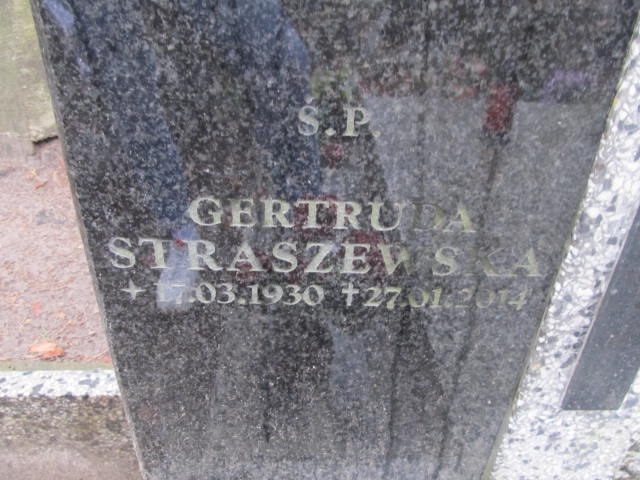 Ś.P.
GERTRUDA
STRASZEWSKA
+17.03.1930 ✝27.01.2014